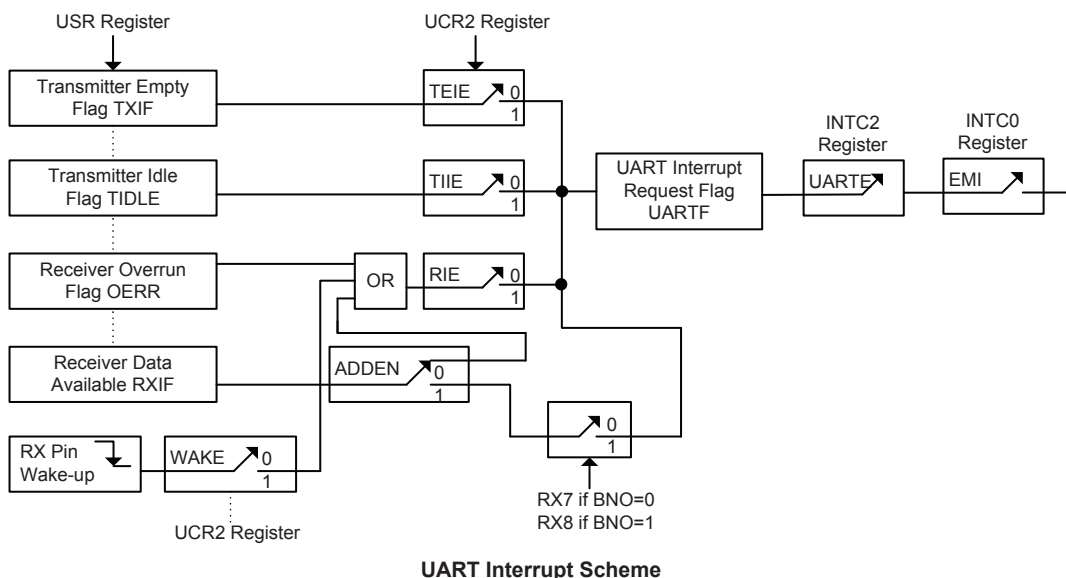 USR Register
UCR2 Register
Transmitter Empty
Flag TXIF
TEIE
0
1
INTC2
Register
INTC0
Register
Transmitter Idle
Flag TIDLE
TIIE
0
1
UART Interrupt
Request Flag
UARTF
UARTE
EMI
Receiver Overrun
Flag OERR
OR
RIE
0
1
Receiver Data
Available RXIF
ADDEN
0
1
0
1
RX Pin
Wake-up
WAKE
0
1
RX7 if BNO=0
RX8 if BNO=1
UCR2 Register
UART Interrupt Scheme